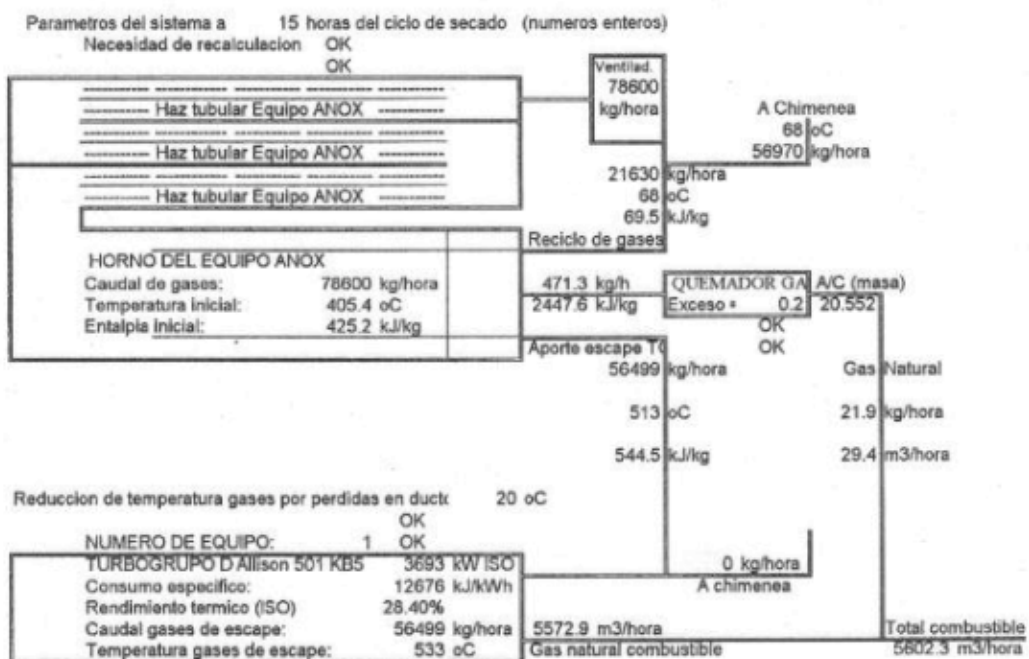 Parametros del sistema a 15 horas del ciclo de secado (numeros enteros)
Necesidad de recalculacion OK
OK
Haz tubular Equipo ANOX
Haz tubular Equipo ANOX
Haz tubular Equipo ANOX
Ventilad.
78600
kg/hora
A Chimenea
68 oC
56970 kg/hora
21630 kg/hora
68 oC
69.5 kJ/kg
Reciclo de gases
HORNO DEL EQUIPO ANOX
Caudal de gases: 78600 kg/hora
Temperatura inicial: 405.4 oC
Entalpia Inicial: 425.2 kJ/kg
471.3 kg/h
2447.6 kJ/kg
QUEMADOR GA
Exceso = 0.2
OK
OK
A/C (masa)
20.552
Aporte escape TG
56499 kg/hora
513 oC
544.5 kJ/kg
Gas Natural
21.9 kg/hora
29.4 m3/hora
Reduccion de temperatura gases por perdidas en ducto 20 oC
OK
NUMERO DE EQUIPO: 1 OK
TURBOGRUPO D Allison 501 KB5 3693 kW ISO
Consumo especifico: 12676 kJ/kWh
Rendimiento termico (ISO) 28.40%
Caudal gases de escape: 56499 kg/hora
Temperatura gases de escape: 533 oC
0 kg/hora
A chimenea
5572.9 m3/hora
Gas natural combustible
Total combustible
5602.3 m3/hora